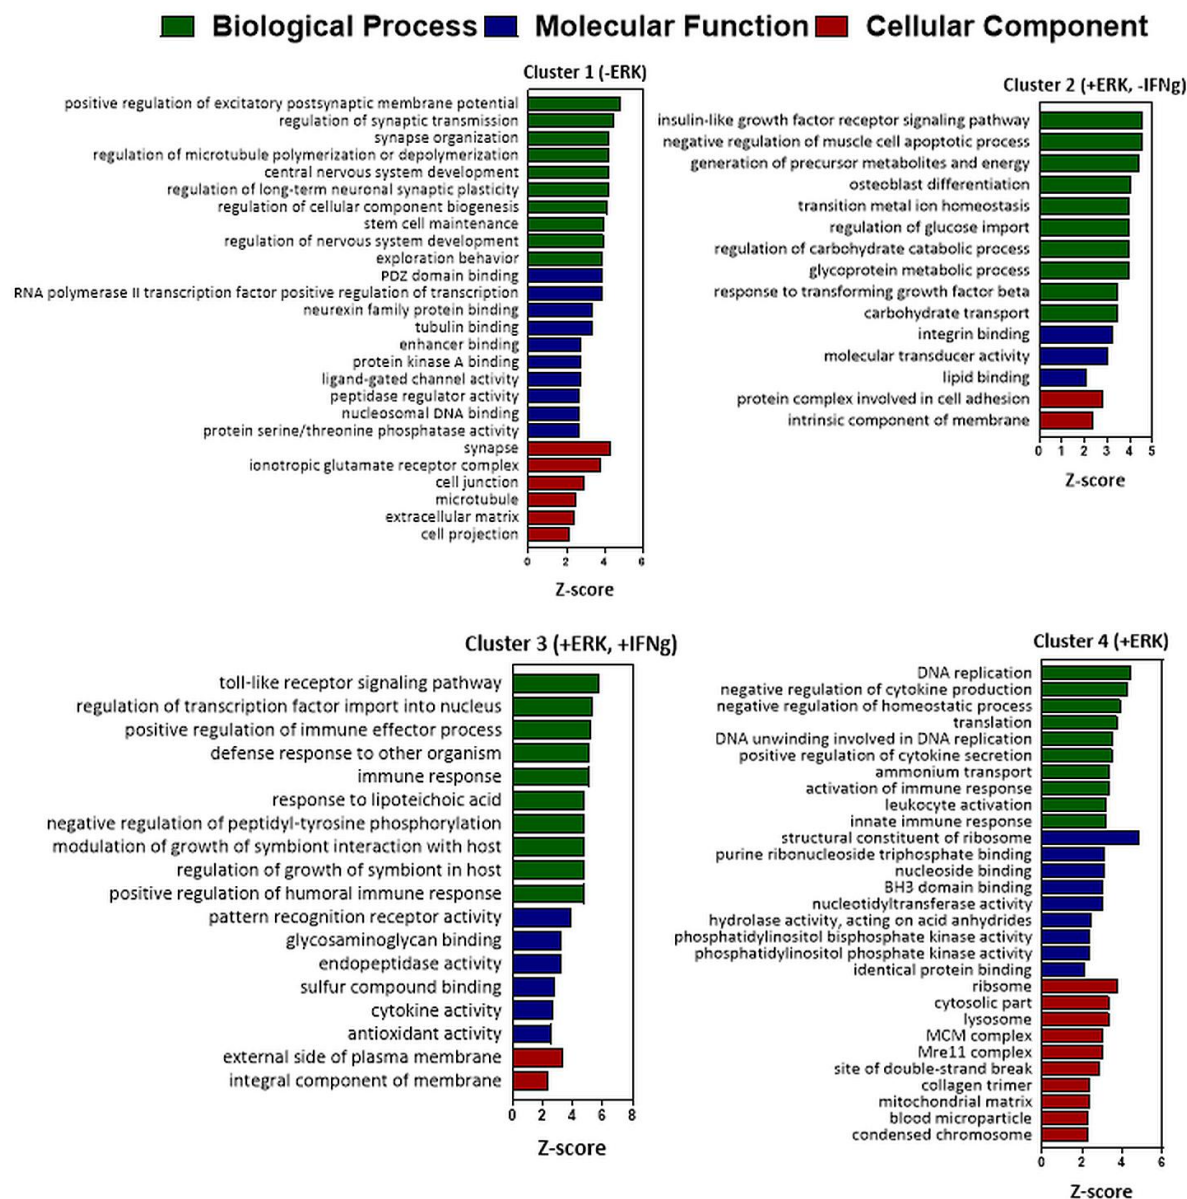 Biological Process Molecular Function Cellular Component
Cluster 1 (-ERK)
positive regulation of excitatory postsynaptic membrane potential
regulation of synaptic transmission
synapse organization
regulation of microtubule polymerization or depolymerization
central nervous system development
regulation of long-term neuronal synaptic plasticity
regulation of cellular component biogenesis
stem cell maintenance
regulation of nervous system development
exploration behavior
PDZ domain binding
RNA polymerase II transcription factor positive regulation of transcription
neurexin family protein binding
tubulin binding
enhancer binding
protein kinase A binding
ligand-gated channel activity
peptidase regulator activity
nucleosomal DNA binding
protein serine/threonine phosphatase activity
synapse
ionotropic glutamate receptor complex
cell junction
microtubule
extracellular matrix
cell projection
0 2 4 6
Z-score
Cluster 2 (+ERK, -IFNg)
insulin-like growth factor receptor signaling pathway
negative regulation of muscle cell apoptotic process
generation of precursor metabolites and energy
osteoblast differentiation
transition metal ion homeostasis
regulation of glucose import
regulation of carbohydrate catabolic process
glycoprotein metabolic process
response to transforming growth factor beta
carbohydrate transport
integrin binding
molecular transducer activity
lipid binding
protein complex involved in cell adhesion
intrinsic component of membrane
0 1 2 3 4 5
Z-score
Cluster 3 (+ERK, +IFNg)
toll-like receptor signaling pathway
regulation of transcription factor import into nucleus
positive regulation of immune effector process
defense response to other organism
immune response
response to lipoteichoic acid
negative regulation of peptidyl-tyrosine phosphorylation
modulation of growth of symbiont interaction with host
regulation of growth of symbiont in host
positive regulation of humoral immune response
pattern recognition receptor activity
glycosaminoglycan binding
endopeptidase activity
sulfur compound binding
cytokine activity
antioxidant activity
external side of plasma membrane
integral component of membrane
0 2 4 6 8
Z-score
Cluster 4 (+ERK)
DNA replication
negative regulation of cytokine production
negative regulation of homeostatic process
translation
DNA unwinding involved in DNA replication
positive regulation of cytokine secretion
ammonium transport
activation of immune response
leukocyte activation
innate immune response
structural constituent of ribosome
purine ribonucleoside triphosphate binding
nucleoside binding
BH3 domain binding
nucleotidyltransferase activity
hydrolase activity, acting on acid anhydrides
phosphatidylinositol bisphosphate kinase activity
phosphatidylinositol phosphate kinase activity
identical protein binding
ribsome
cytosolic part
lysosome
MCM complex
Mre11 complex
site of double-strand break
collagen trimer
mitochondrial matrix
blood microparticle
condensed chromosome
0 2 4 6
Z-score